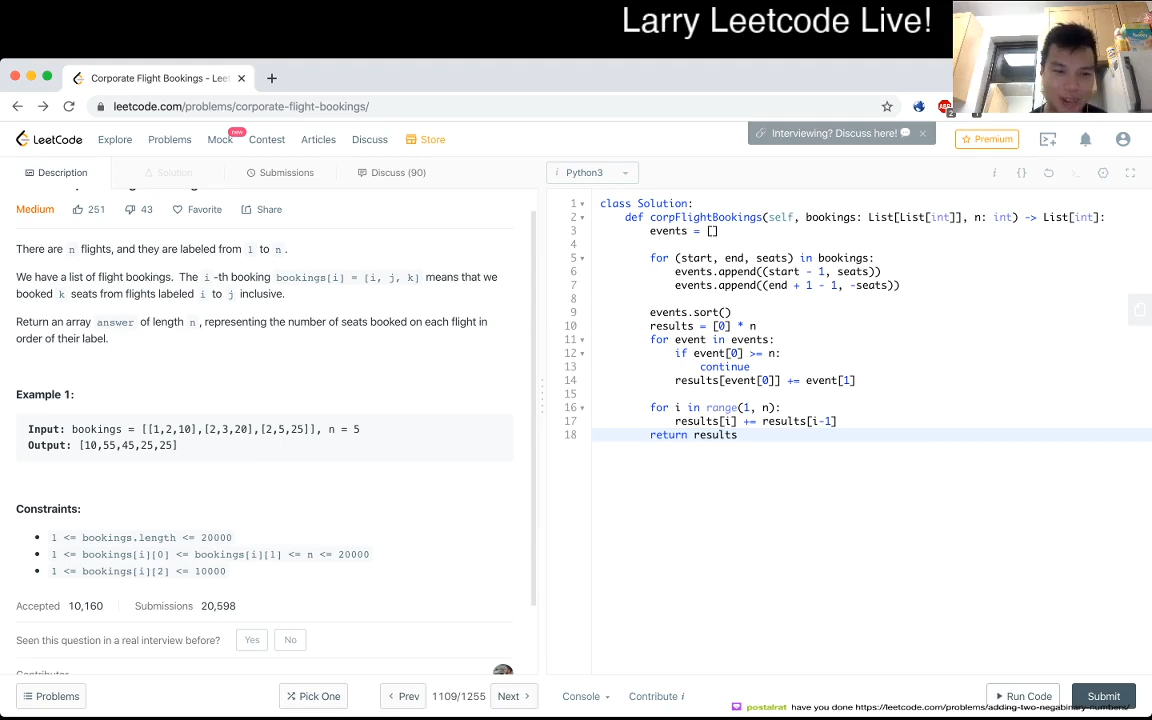 Larry Leetcode Live!
Corporate Flight Bookings - Leet
leetcode.com/problems/corporate-flight-bookings/
LeetCode
Explore
Problems
Mock
new
Contest
Articles
Discuss
Store
Interviewing? Discuss here!
Premium
Description
Solution
Submissions
Discuss (90)
Medium
251
43
Favorite
Share
There are n flights, and they are labeled from 1 to n .
We have a list of flight bookings. The i -th booking bookings[i] = [i, j, k] means that we
booked k seats from flights labeled i to j inclusive.
Return an array answer of length n , representing the number of seats booked on each flight in
order of their label.
Example 1:
Input: bookings = [[1,2,10],[2,3,20],[2,5,25]], n = 5
Output: [10,55,45,25,25]
Constraints:
1 <= bookings.length <= 20000
1 <= bookings[i][0] <= bookings[i][1] <= n <= 20000
1 <= bookings[i][2] <= 10000
Accepted 10,160 Submissions 20,598
Seen this question in a real interview before? Yes No
Contributor
Problems
Pick One
Prev
1109/1255
Next
Python3
1 class Solution:
2 def corpFlightBookings(self, bookings: List[List[int]], n: int) -> List[int]:
3 events = []
4
5 for (start, end, seats) in bookings:
6 events.append((start - 1, seats))
7 events.append((end + 1 - 1, -seats))
8
9 events.sort()
10 results = [0] * n
11 for event in events:
12 if event[0] >= n:
13 continue
14 results[event[0]] += event[1]
15
16 for i in range(1, n):
17 results[i] += results[i-1]
18 return results
Console
Contribute i
Run Code
Submit
postalrat have you done https://leetcode.com/problems/adding-two-negabinary-numbers/